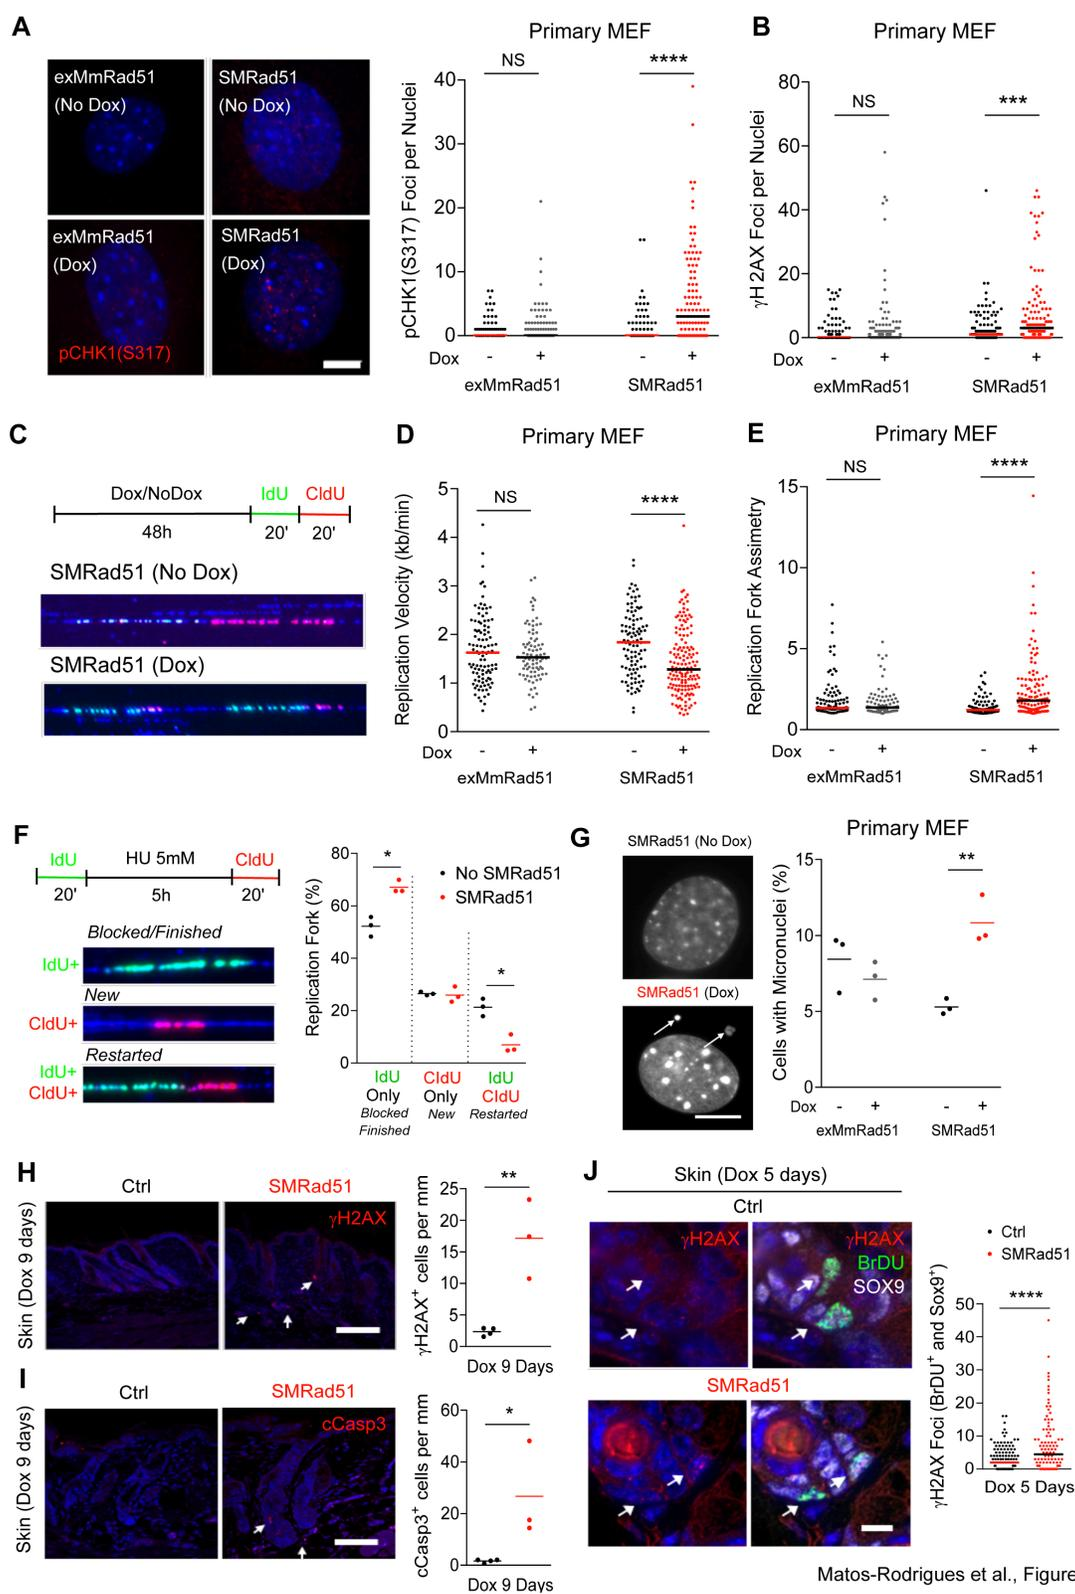 A
exMmRad51
(No Dox)
SMRad51
(No Dox)
exMmRad51
(Dox)
SMRad51
(Dox)
pCHK1(S317)
Primary MEF
NS
****
pCHK1(S317) Foci per Nuclei
40
30
20
10
0
Dox
-
+
-
+
exMmRad51
SMRad51
B
Primary MEF
NS
***
γH2AX Foci per Nuclei
80
60
40
20
0
Dox
-
+
-
+
exMmRad51
SMRad51
C
Dox/NoDox
IdU
CldU
48h
20'
20'
SMRad51 (No Dox)
SMRad51 (Dox)
D
Primary MEF
NS
****
Replication Velocity (kb/min)
5
4
3
2
1
0
Dox
-
+
-
+
exMmRad51
SMRad51
E
Primary MEF
NS
****
Replication Fork Assimetry
15
10
5
0
Dox
-
+
-
+
exMmRad51
SMRad51
F
IdU
HU 5mM
CldU
20'
5h
20'
Blocked/Finished
IdU+
New
CldU+
Restarted
IdU+
CldU+
Replication Fork (%)
80
60
40
20
0
*
*
No SMRad51
SMRad51
IdU
Only
Blocked
Finished
CldU
Only
New
IdU
CldU
Restarted
G
SMRad51 (No Dox)
SMRad51 (Dox)
Primary MEF
**
Cells with Micronuclei (%)
15
10
5
0
Dox
-
+
-
+
exMmRad51
SMRad51
H
Ctrl
SMRad51
γH2AX
Skin (Dox 9 days)
γH2AX+ cells per mm
**
25
20
15
10
5
0
Dox 9 Days
I
Ctrl
SMRad51
cCasp3
Skin (Dox 9 days)
cCasp3+ cells per mm
*
60
40
20
0
Dox 9 Days
J
Skin (Dox 5 days)
Ctrl
γH2AX
γH2AX
BrDU
SOX9
SMRad51
Ctrl
SMRad51
****
γH2AX Foci (BrDU+ and Sox9+)
50
40
30
20
10
0
Dox 5 Days
Matos-Rodrigues et al., Figure